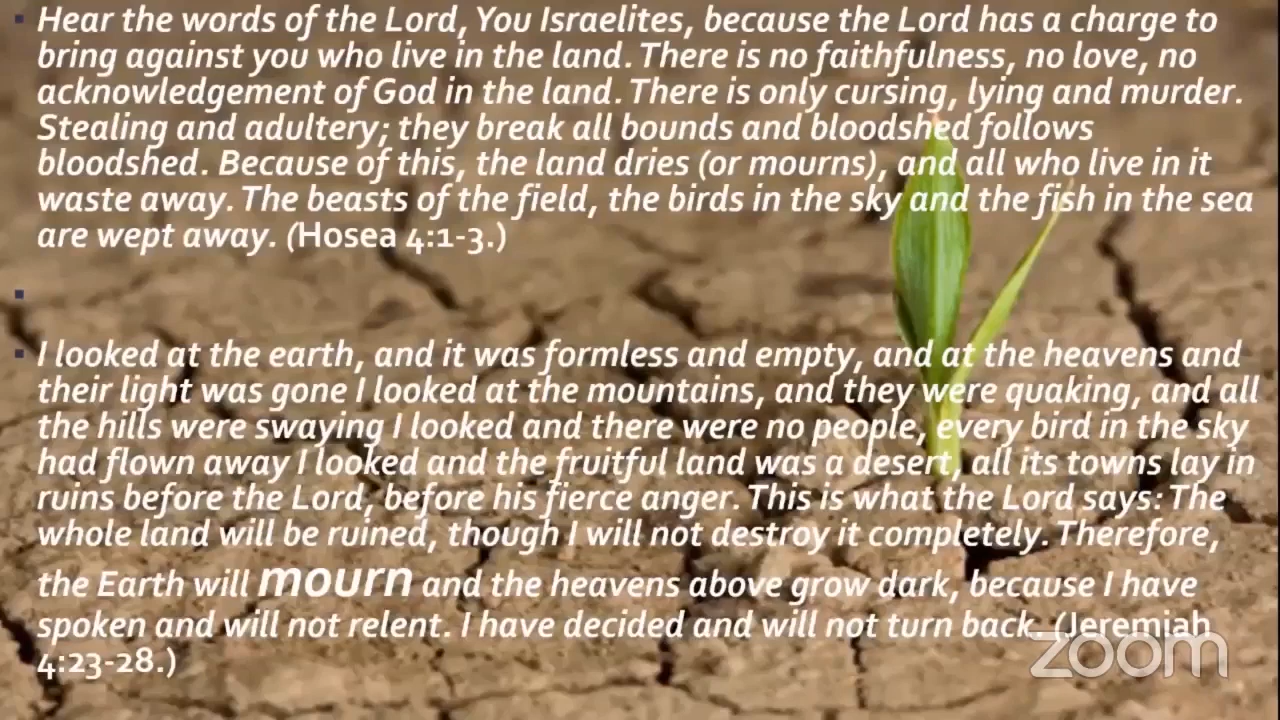 Hear the words of the Lord, You Israelites, because the Lord has a charge to
bring against you who live in the land. There is no faithfulness, no love, no
acknowledgement of God in the land. There is only cursing, lying and murder.
Stealing and adultery; they break all bounds and bloodshed follows
bloodshed. Because of this, the land dries (or mourns), and all who live in it
waste away. The beasts of the field, the birds in the sky and the fish in the sea
are wept away. (Hosea 4:1-3.)
I looked at the earth, and it was formless and empty, and at the heavens and
their light was gone I looked at the mountains, and they were quaking, and all
the hills were swaying I looked and there were no people, every bird in the sky
had flown away I looked and the fruitful land was a desert, all its towns lay in
ruins before the Lord, before his fierce anger. This is what the Lord says: The
whole land will be ruined, though I will not destroy it completely. Therefore,
the Earth will mourn and the heavens above grow dark, because I have
spoken and will not relent. I have decided and will not turn back. (Jeremiah
4:23-28.)
zoom